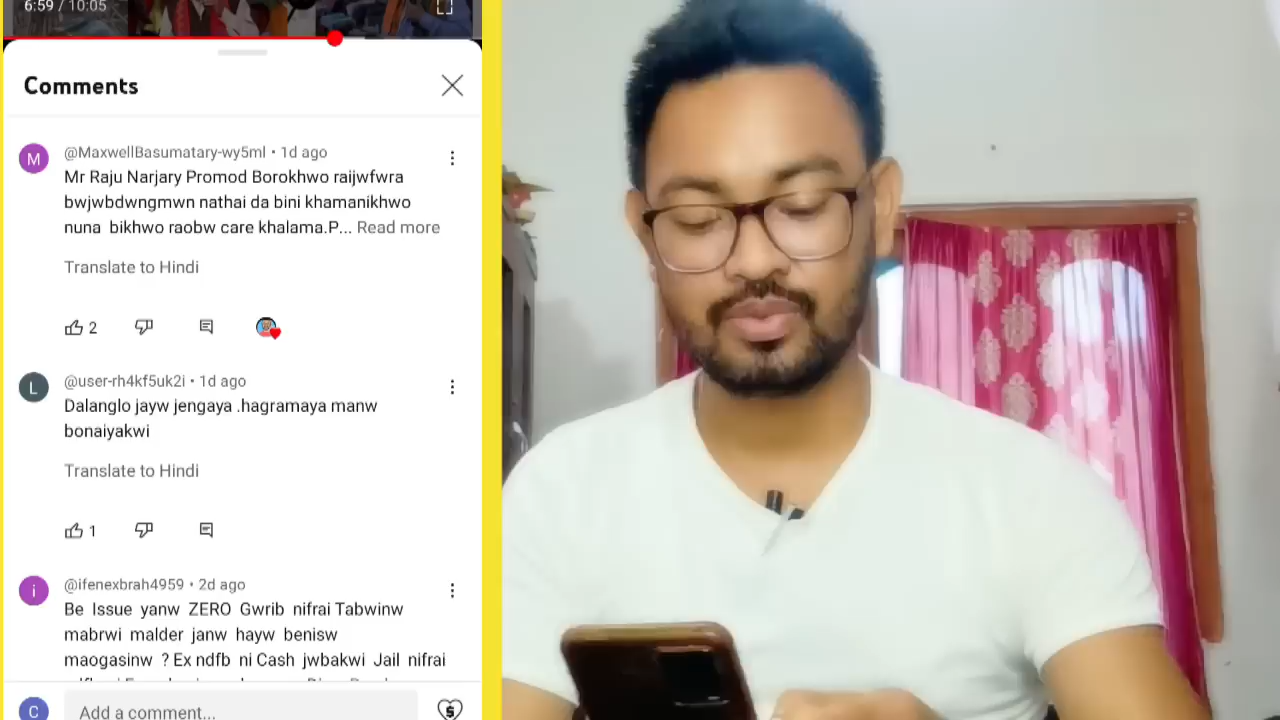 6:59 / 10:05
Comments
M
@MaxwellBasumatary-wy5ml • 1d ago
Mr Raju Narjary Promod Borokhwo raijwfwra
bwjwbdwngmwn nathai da bini khamanikhwo
nuna bikhwo raobw care khalama.P... Read more
Translate to Hindi
2
L
@user-rh4kf5uk2i • 1d ago
Dalanglo jayw jengaya .hagramaya manw
bonaiyakwi
Translate to Hindi
1
i
@ifenexbrah4959 • 2d ago
Be Issue yanw ZERO Gwrib nifrai Tabwinw
mabrwi malder janw hayw benisw
maogasinw ? Ex ndfb ni Cash jwbakwi Jail nifrai
C
Add a comment...
$